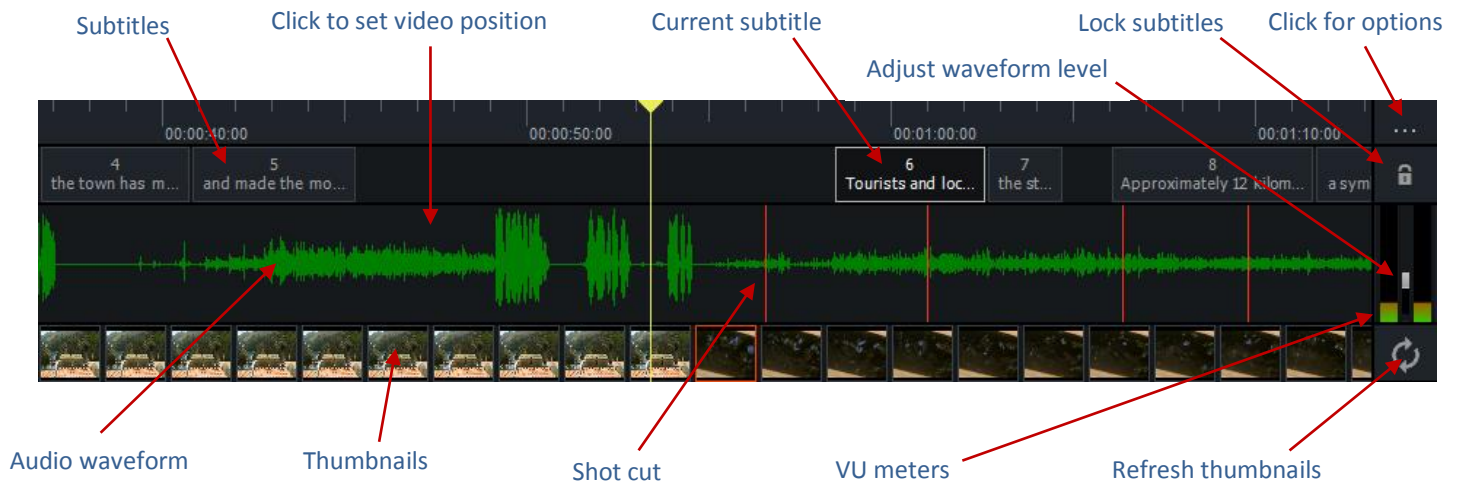 Subtitles
Click to set video position
Current subtitle
Lock subtitles
Click for options
Adjust waveform level
00:00:40:00
00:00:50:00
00:01:00:00
00:01:10:00
...
4
the town has m...
5
and made the mo...
6
Tourists and loc...
7
the st...
8
Approximately 12 kilom...
a sym
Audio waveform
Thumbnails
Shot cut
VU meters
Refresh thumbnails